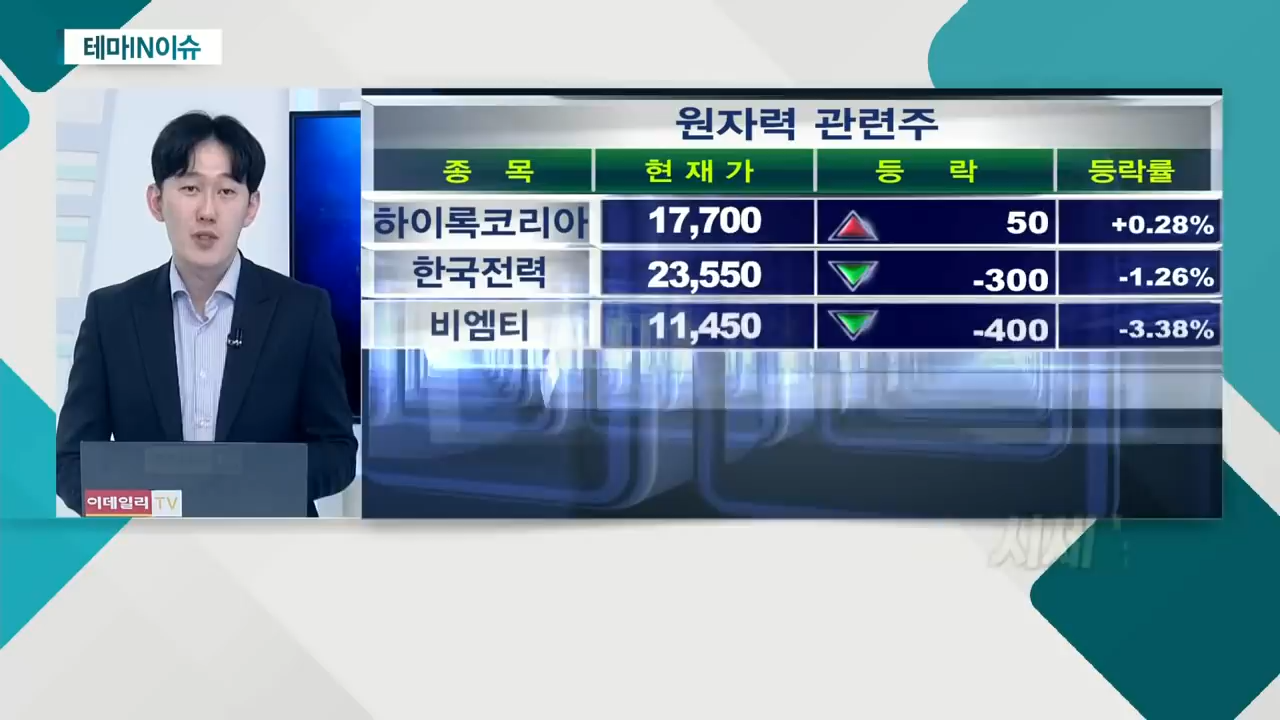 테마IN이슈
원자력 관련주
종 목 현 재 가 등 락 등락률
하이록코리아 17,700 50 +0.28%
한국전력 23,550 -300 -1.26%
비엠티 11,450 -400 -3.38%
이데일리 TV